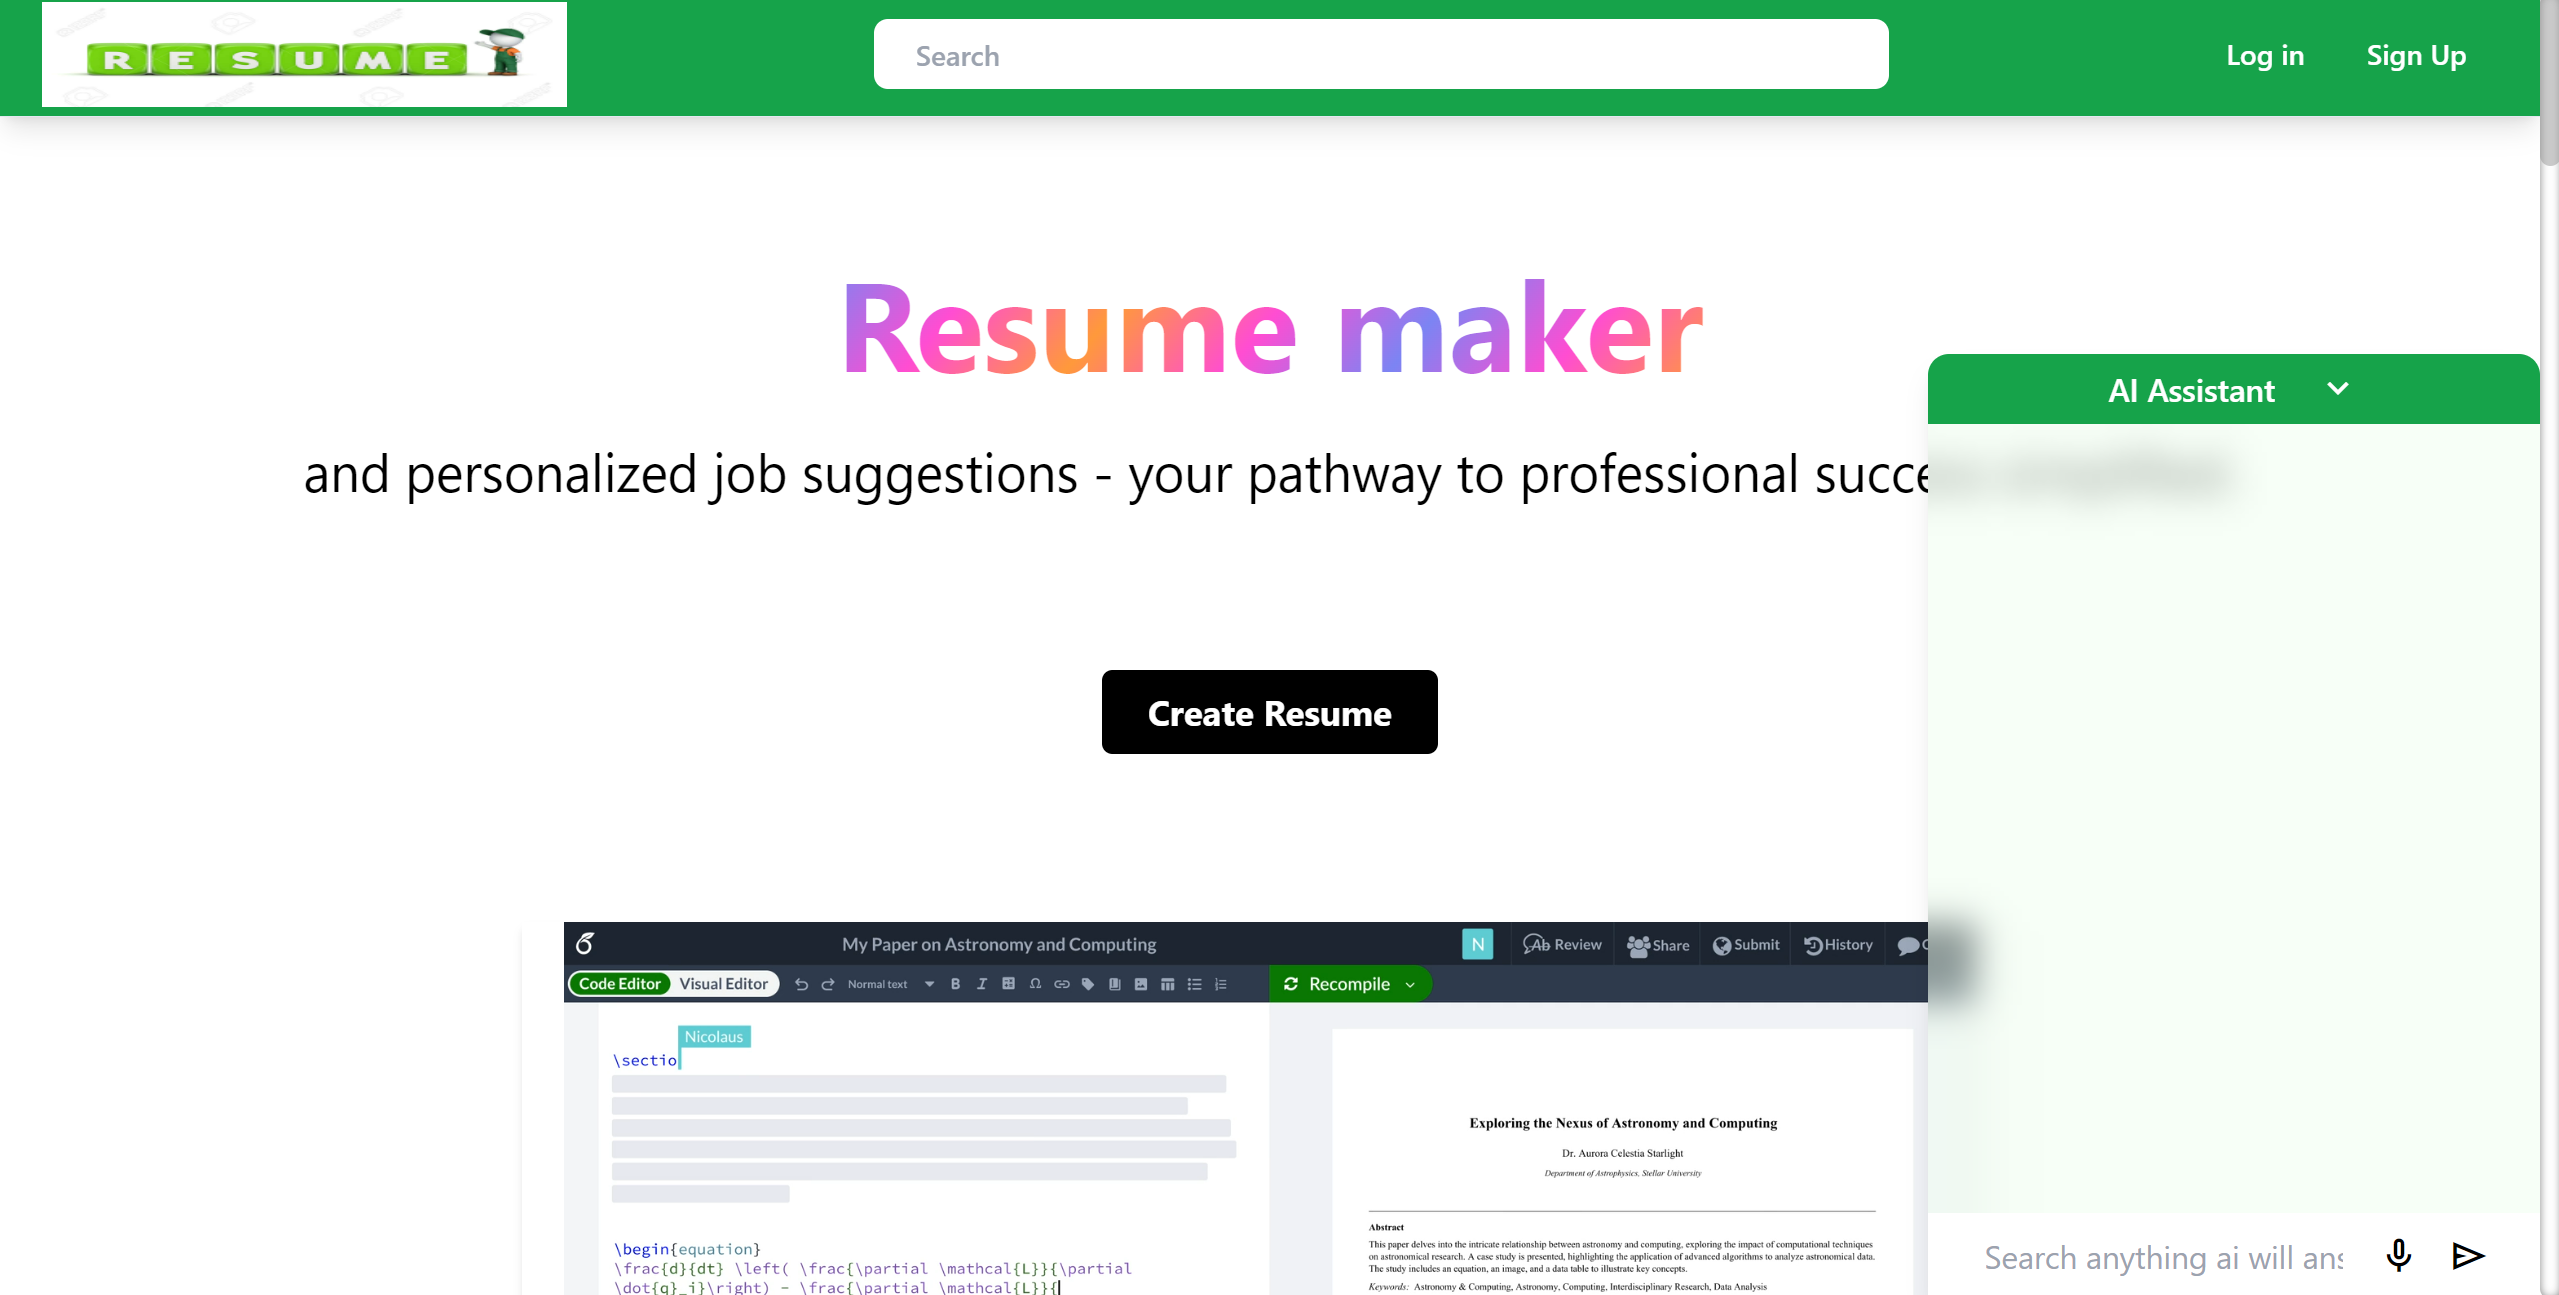 RESUME
Search
Log in
Sign Up
Resume maker
and personalized job suggestions - your pathway to professional succe
AI Assistant
Create Resume
My Paper on Astronomy and Computing
N
Review
Share
Submit
History
Code Editor
Visual Editor
Normal text
Recompile
Nicolaus
\sectio
\begin{equation}
\frac{d}{dt} \left( \frac{\partial \mathcal{L}}{\partial
\dot{q}_i}\right) - \frac{\partial \mathcal{L}}{
Exploring the Nexus of Astronomy and Computing
Dr. Aurora Celestia Starlight
Department of Astrophysics, Stellar University
Abstract
This paper delves into the intricate relationship between astronomy and computing, exploring the impact of computational techniques
on astronomical research. A case study is presented, highlighting the application of advanced algorithms to analyze astronomical data.
The study includes an equation, an image, and a data table to illustrate key concepts.
Keywords: Astronomy & Computing, Astronomy, Computing, Interdisciplinary Research, Data Analysis
Search anything ai will ans